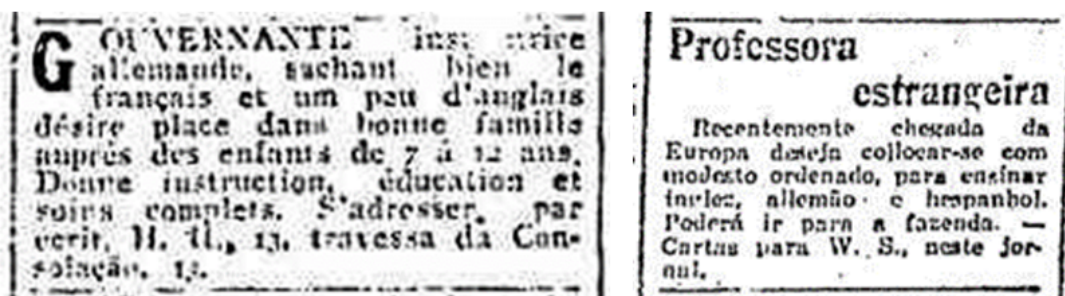 GOUVERNANTE institutrice
allemande, sachant bien le
français et um peu d'anglais
désire place dans bonne famille
auprès des enfants de 7 à 12 ans.
Donne instruction, éducation et
soins complets. S'adresser, par
écrit, H. U., 13, travessa da Con-
solação, 13.
Professora
estrangeira
Recentemente chegada da
Europa deseja collocar-se com
modesto ordenado, para ensinar
inglez, allemão e hespanhol.
Poderá ir para a fazenda. —
Cartas para W. S., neste jor-
nal.